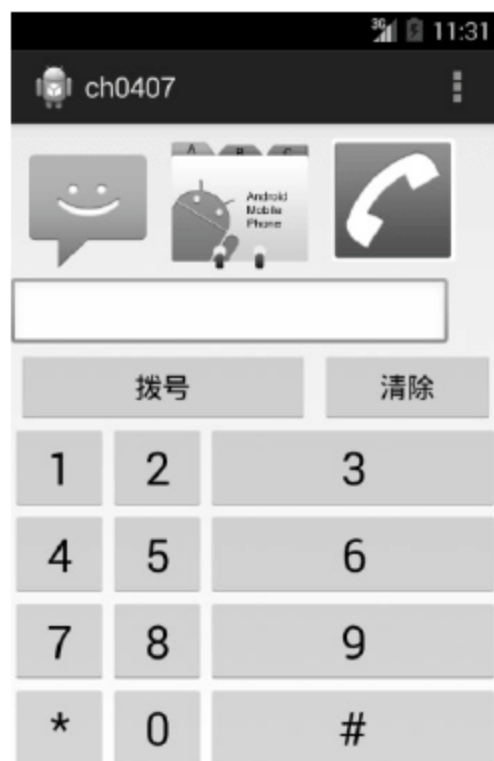 3G 11:31
ch0407
A B C
Android
Mobile
Phone
拨号 清除
1 2 3
4 5 6
7 8 9
* 0 #